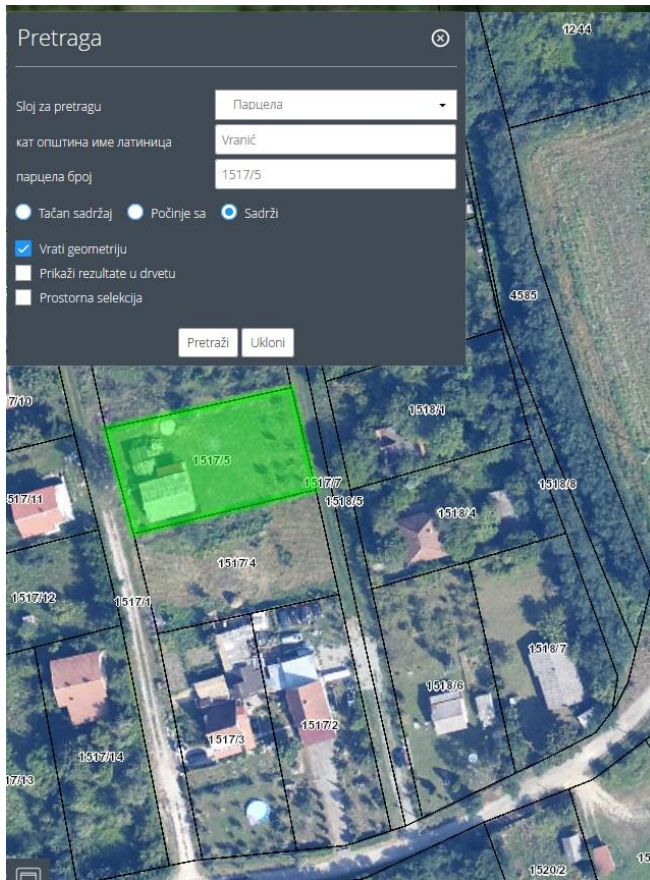 Pretraga
1244
Sloj za pretragu
Парцела
кат општина име латиница
Vranić
парцела број
1517/5
Tačan sadržaj
Počinje sa
Sadrži
Vrati geometriju
Prikaži rezultate u drvetu
Prostorna selekcija
4585
Pretraži
Ukloni
7/10
1518/1
1517/5
1517/7
1518/8
517/11
1518/5
1518/4
1517/4
1517/12
1517/1
1518/7
1518/6
1517/2
1517/3
1517/14
17/13
15
1520/2